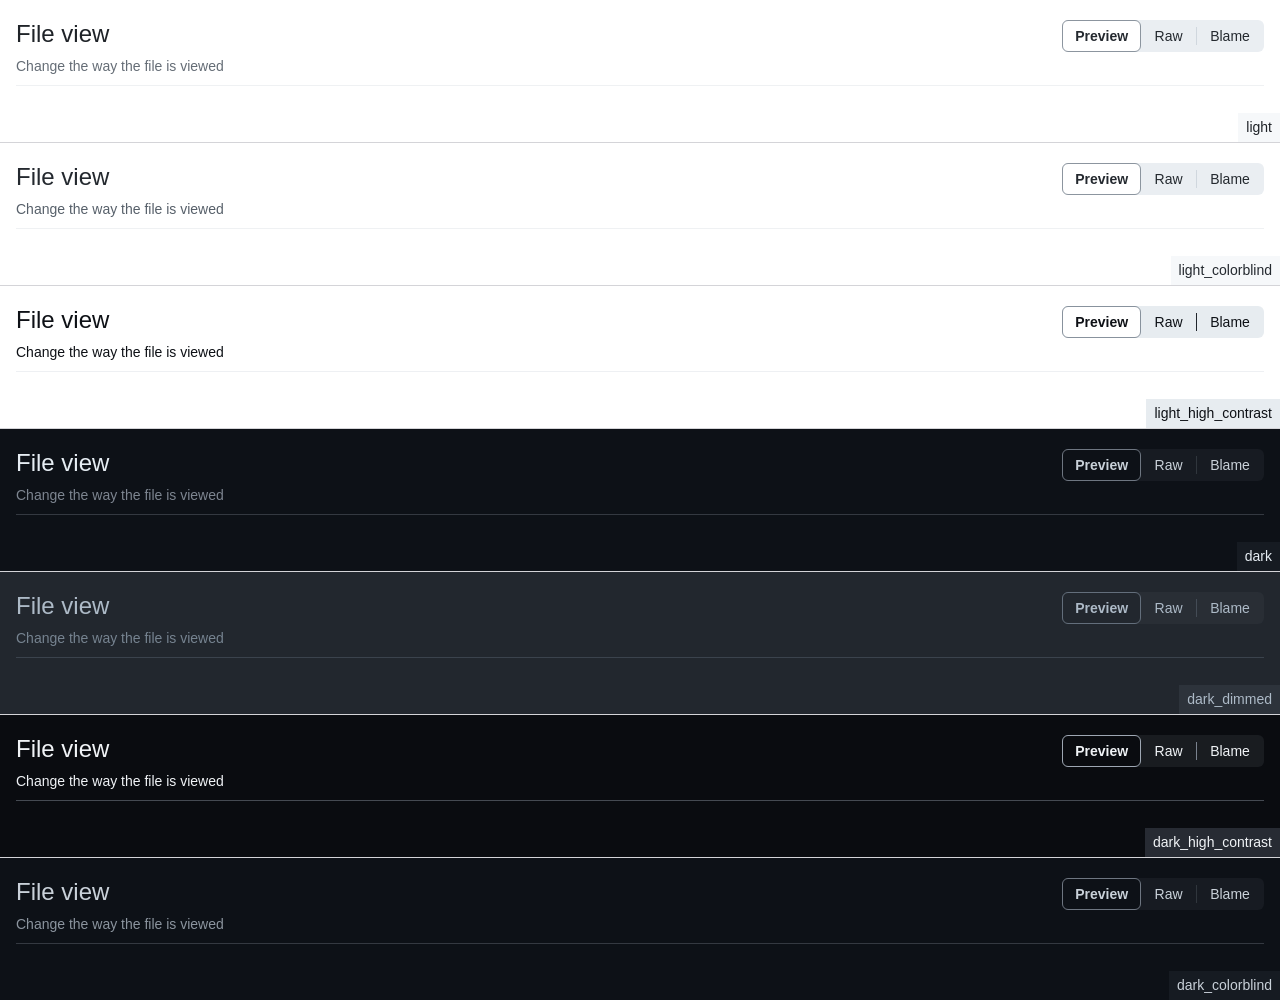 File view
Preview Raw Blame
Change the way the file is viewed
light
File view
Preview Raw Blame
Change the way the file is viewed
light_colorblind
File view
Preview Raw Blame
Change the way the file is viewed
light_high_contrast
File view
Preview Raw Blame
Change the way the file is viewed
dark
File view
Preview Raw Blame
Change the way the file is viewed
dark_dimmed
File view
Preview Raw Blame
Change the way the file is viewed
dark_high_contrast
File view
Preview Raw Blame
Change the way the file is viewed
dark_colorblind